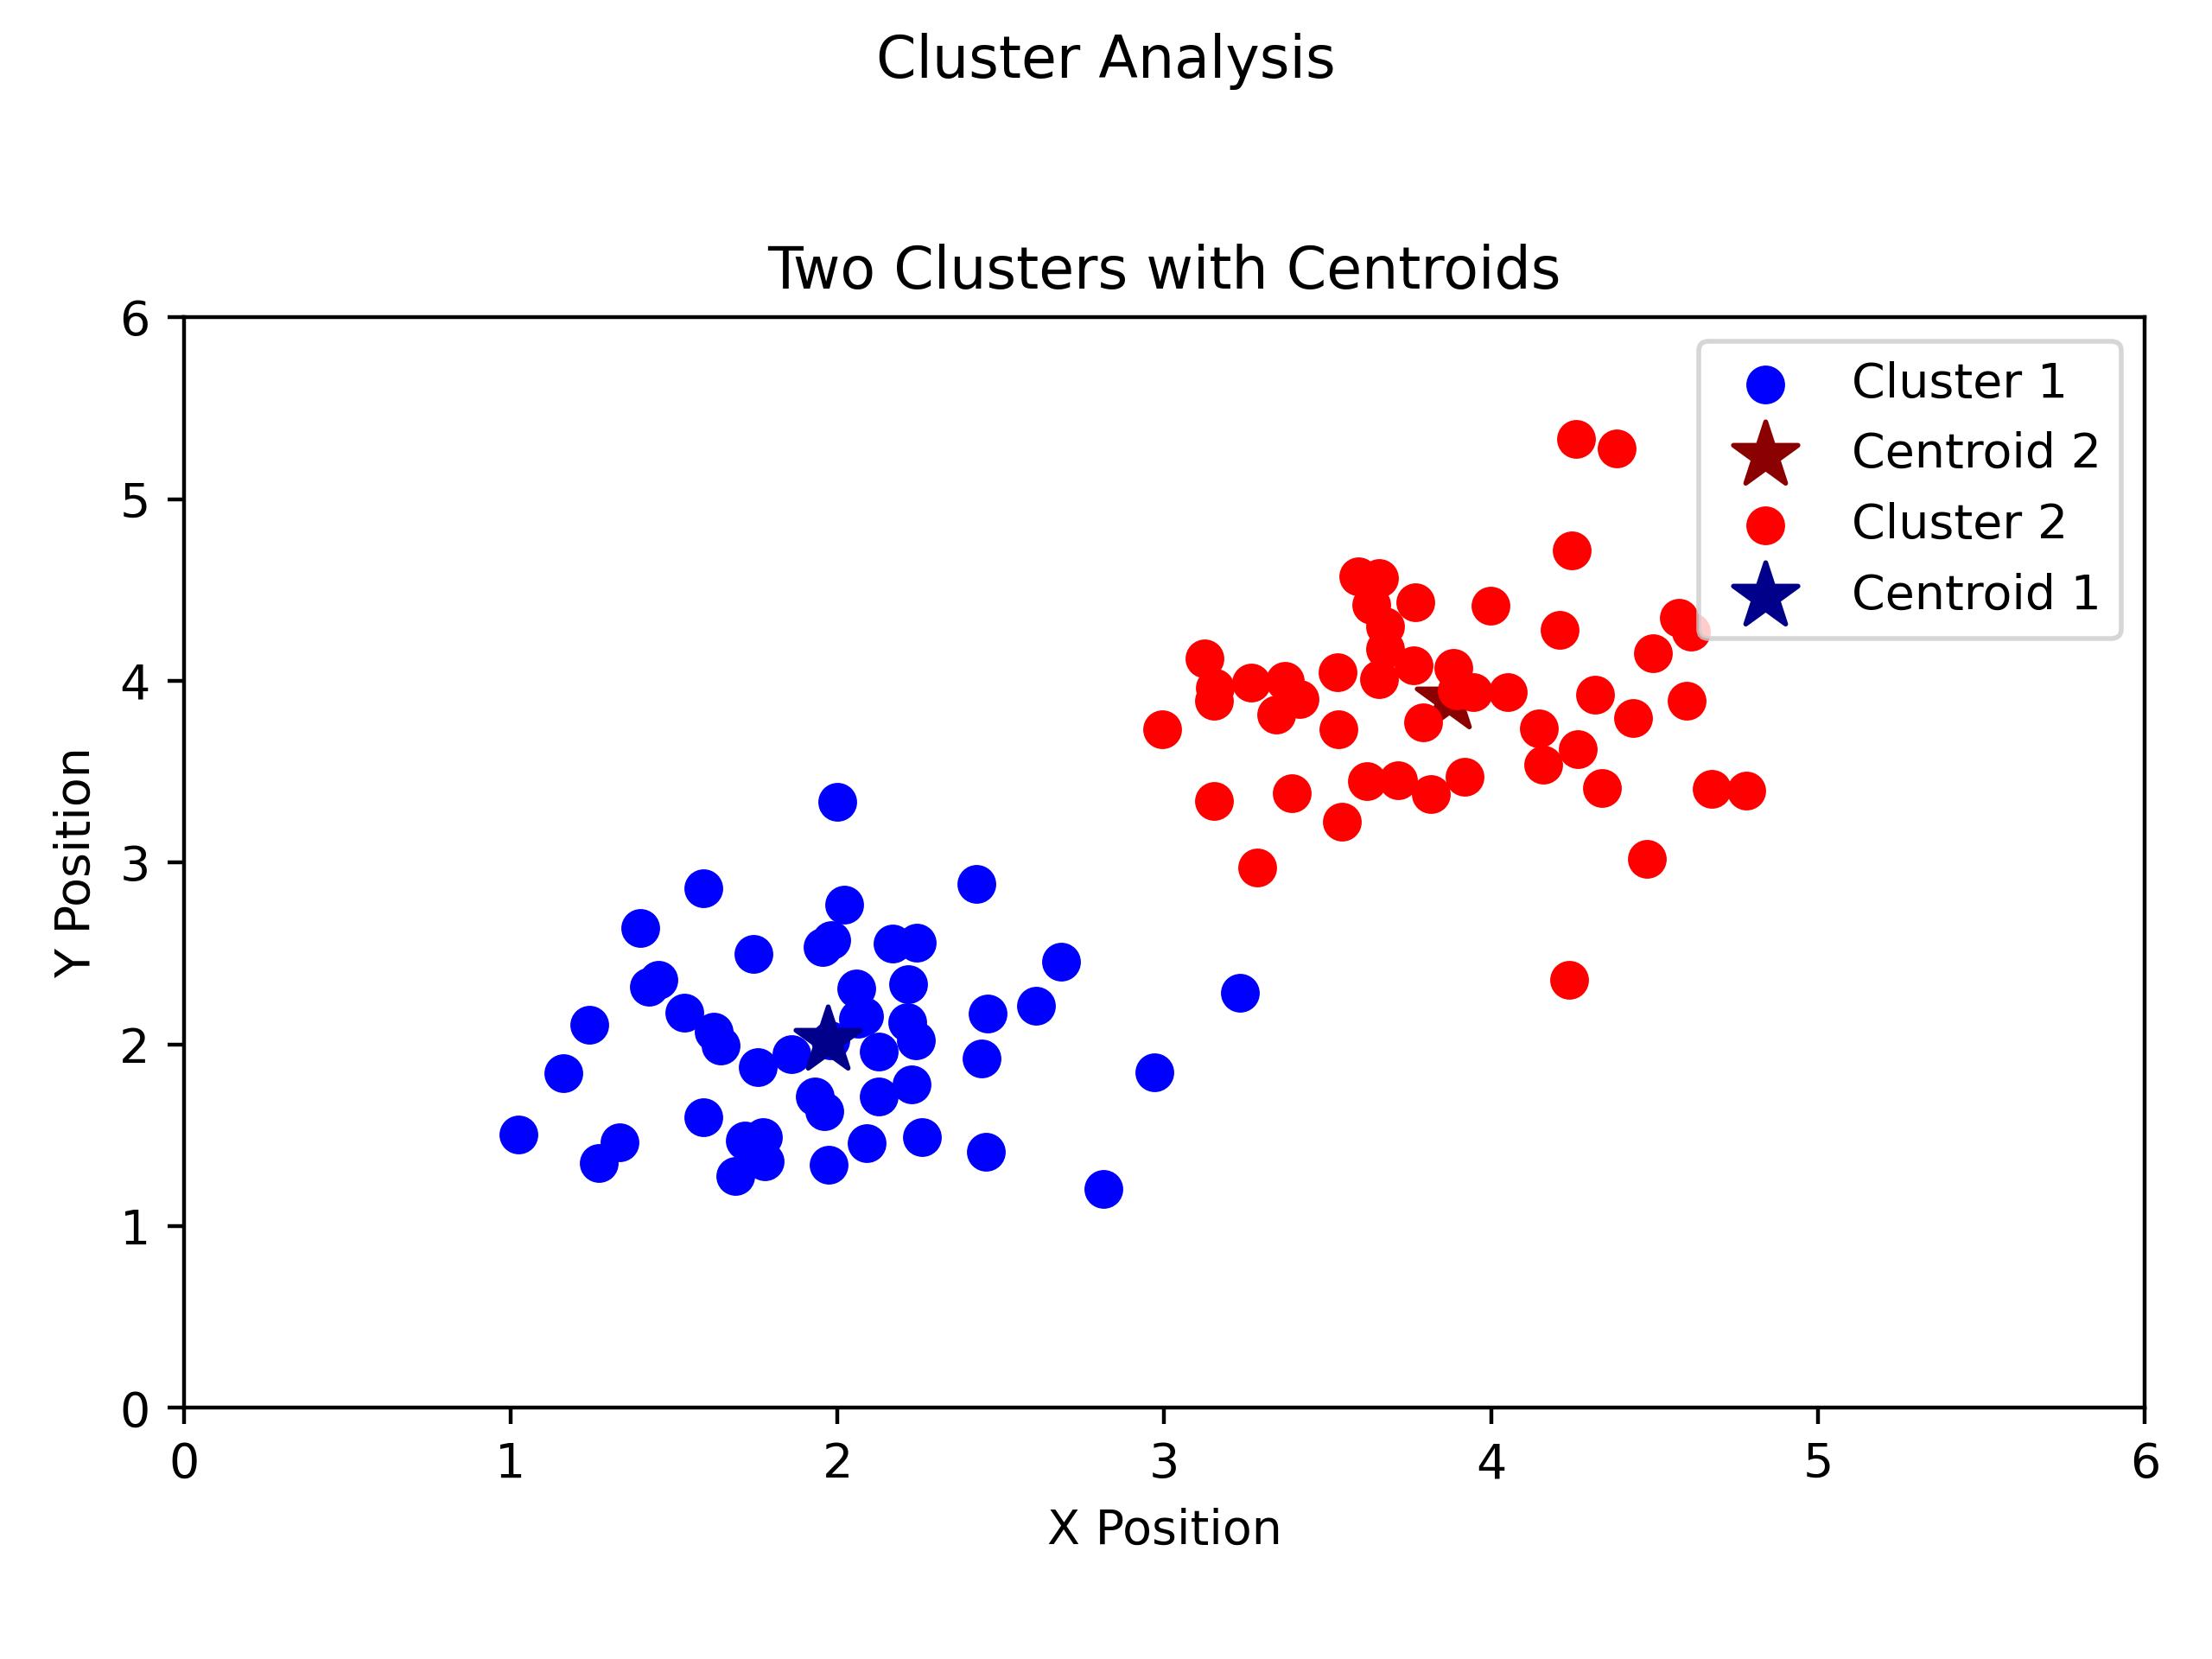 Cluster Analysis
Two Clusters with Centroids
6
5
4
3
2
1
0
Y Position
0 1 2 3 4 5 6
X Position
Cluster 1
Centroid 2
Cluster 2
Centroid 1